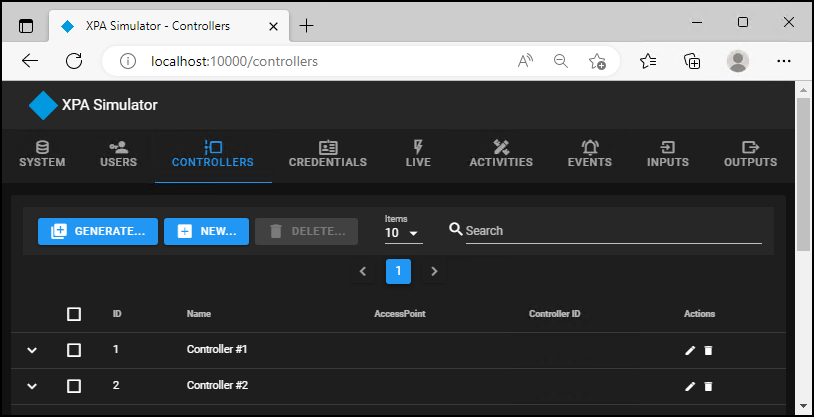 XPA Simulator - Controllers
localhost:10000/controllers
XPA Simulator
SYSTEM USERS CONTROLLERS CREDENTIALS LIVE ACTIVITIES EVENTS INPUTS OUTPUTS
GENERATE... NEW... DELETE... Items 10 Search
1
ID Name AccessPoint Controller ID Actions
1 Controller #1
2 Controller #2